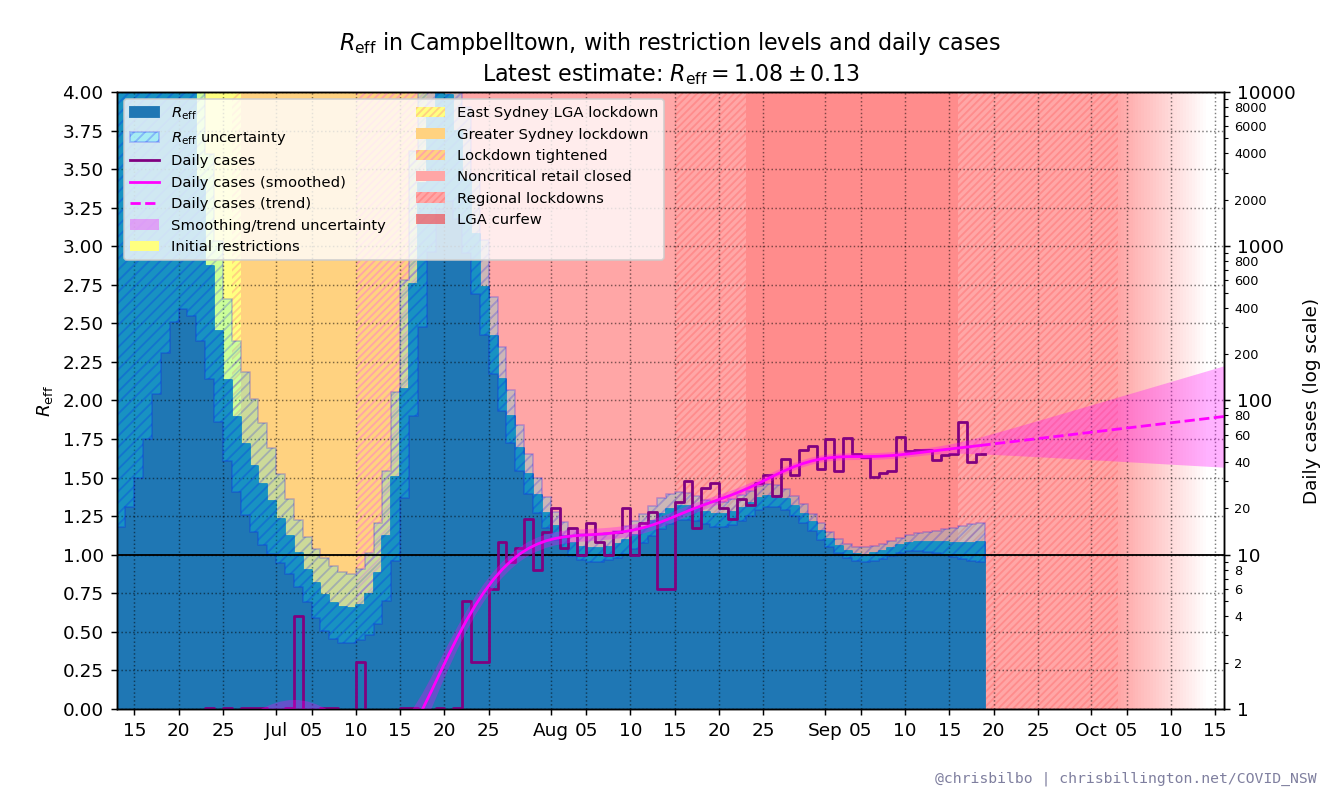 Reff in Campbelltown, with restriction levels and daily cases
Latest estimate: Reff = 1.08 ± 0.13
Reff
Reff uncertainty
Daily cases
Daily cases (smoothed)
Daily cases (trend)
Smoothing/trend uncertainty
Initial restrictions
East Sydney LGA lockdown
Greater Sydney lockdown
Lockdown tightened
Noncritical retail closed
Regional lockdowns
LGA curfew
Reff
4.00
3.75
3.50
3.25
3.00
2.75
2.50
2.25
2.00
1.75
1.50
1.25
1.00
0.75
0.50
0.25
0.00
10000
8000
6000
4000
2000
1000
800
600
400
200
100
80
60
40
20
10
8
6
4
2
1
Daily cases (log scale)
15 20 25 Jul 05 10 15 20 25 Aug 05 10 15 20 25 Sep 05 10 15 20 25 Oct 05 10 15
@chrisbilbo | chrisbillington.net/COVID_NSW